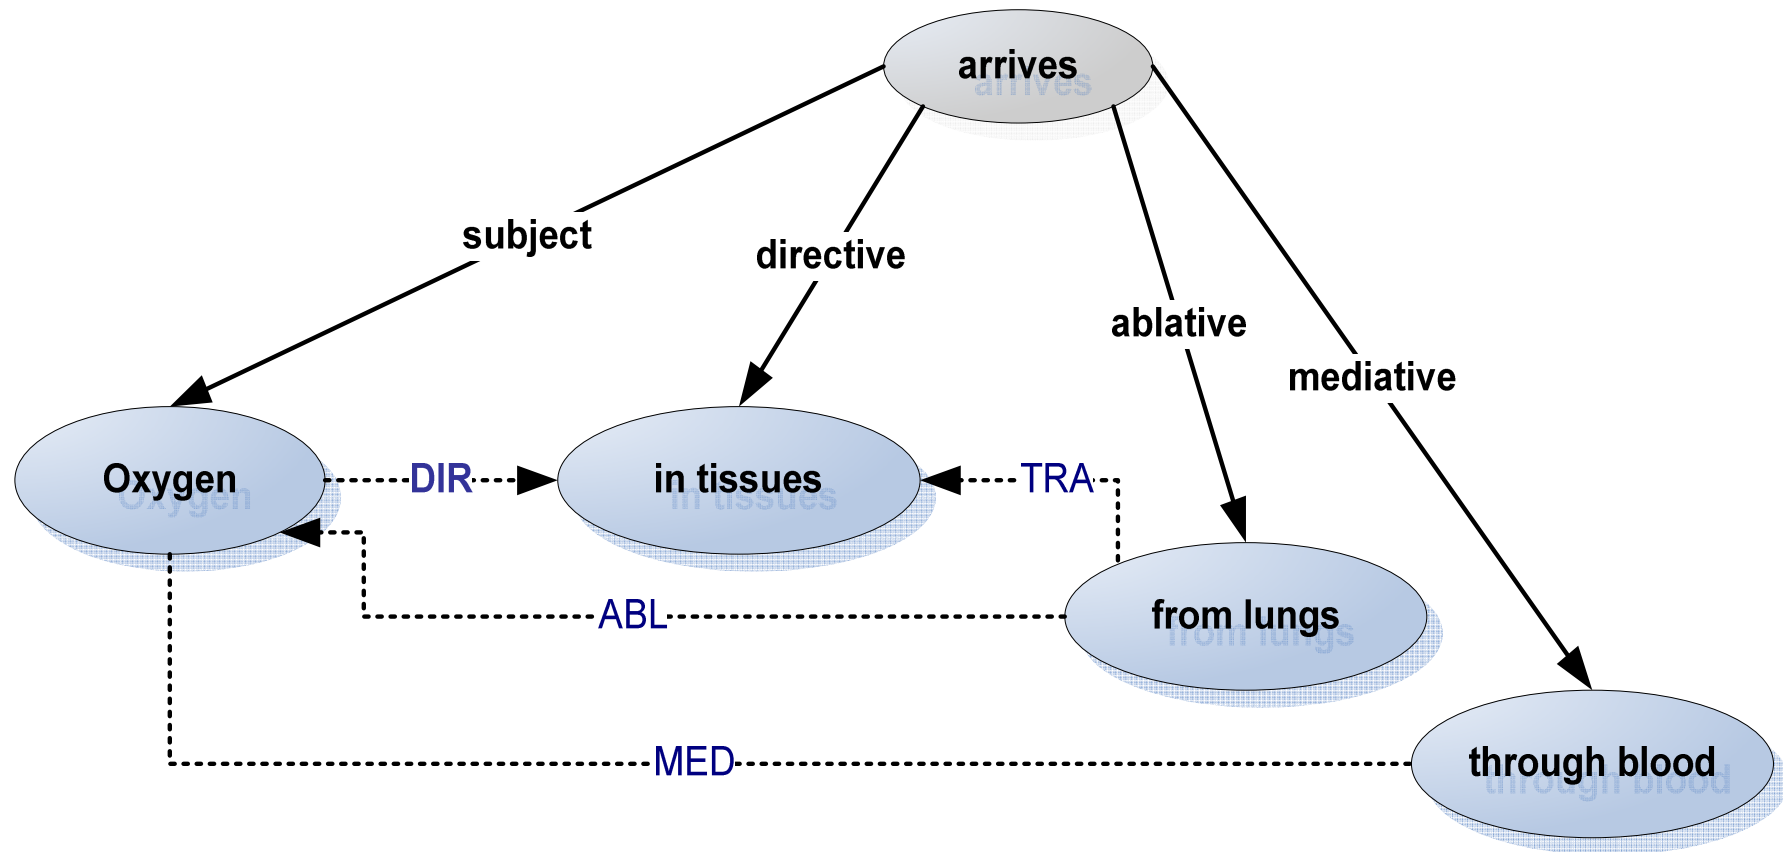 arrives
subject
directive
ablative
mediative
Oxygen
DIR
in tissues
TRA
ABL
from lungs
MED
through blood